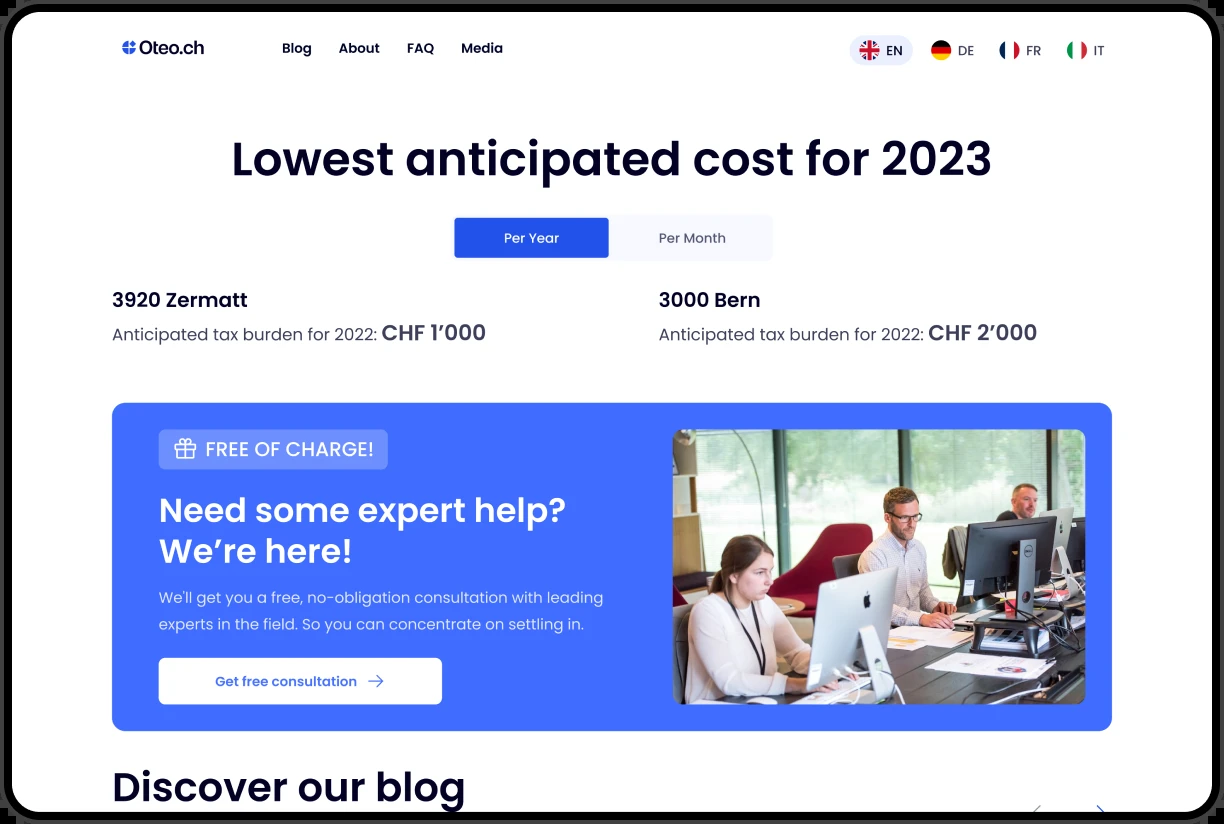 Oteo.ch Blog About FAQ Media EN DE FR IT
Lowest anticipated cost for 2023
Per Year Per Month
3920 Zermatt
Anticipated tax burden for 2022: CHF 1’000
3000 Bern
Anticipated tax burden for 2022: CHF 2’000
FREE OF CHARGE!
Need some expert help?
We’re here!
We'll get you a free, no-obligation consultation with leading
experts in the field. So you can concentrate on settling in.
Get free consultation
Discover our blog